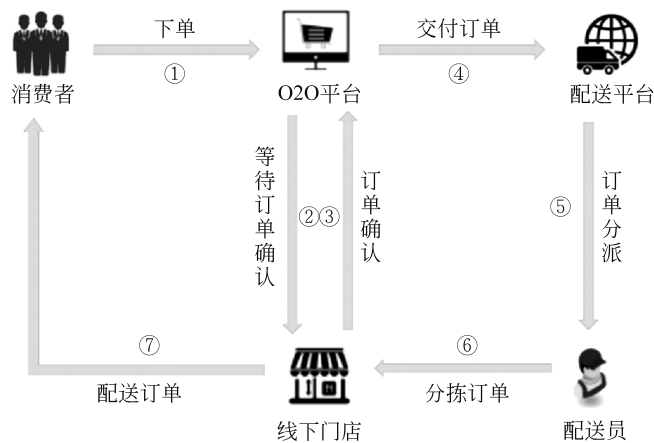 下单
①
交付订单
④
消费者
O2O平台
配送平台
等待订单确认
②③
订单确认
⑤
订单分派
⑦
配送订单
⑥
分拣订单
线下门店
配送员